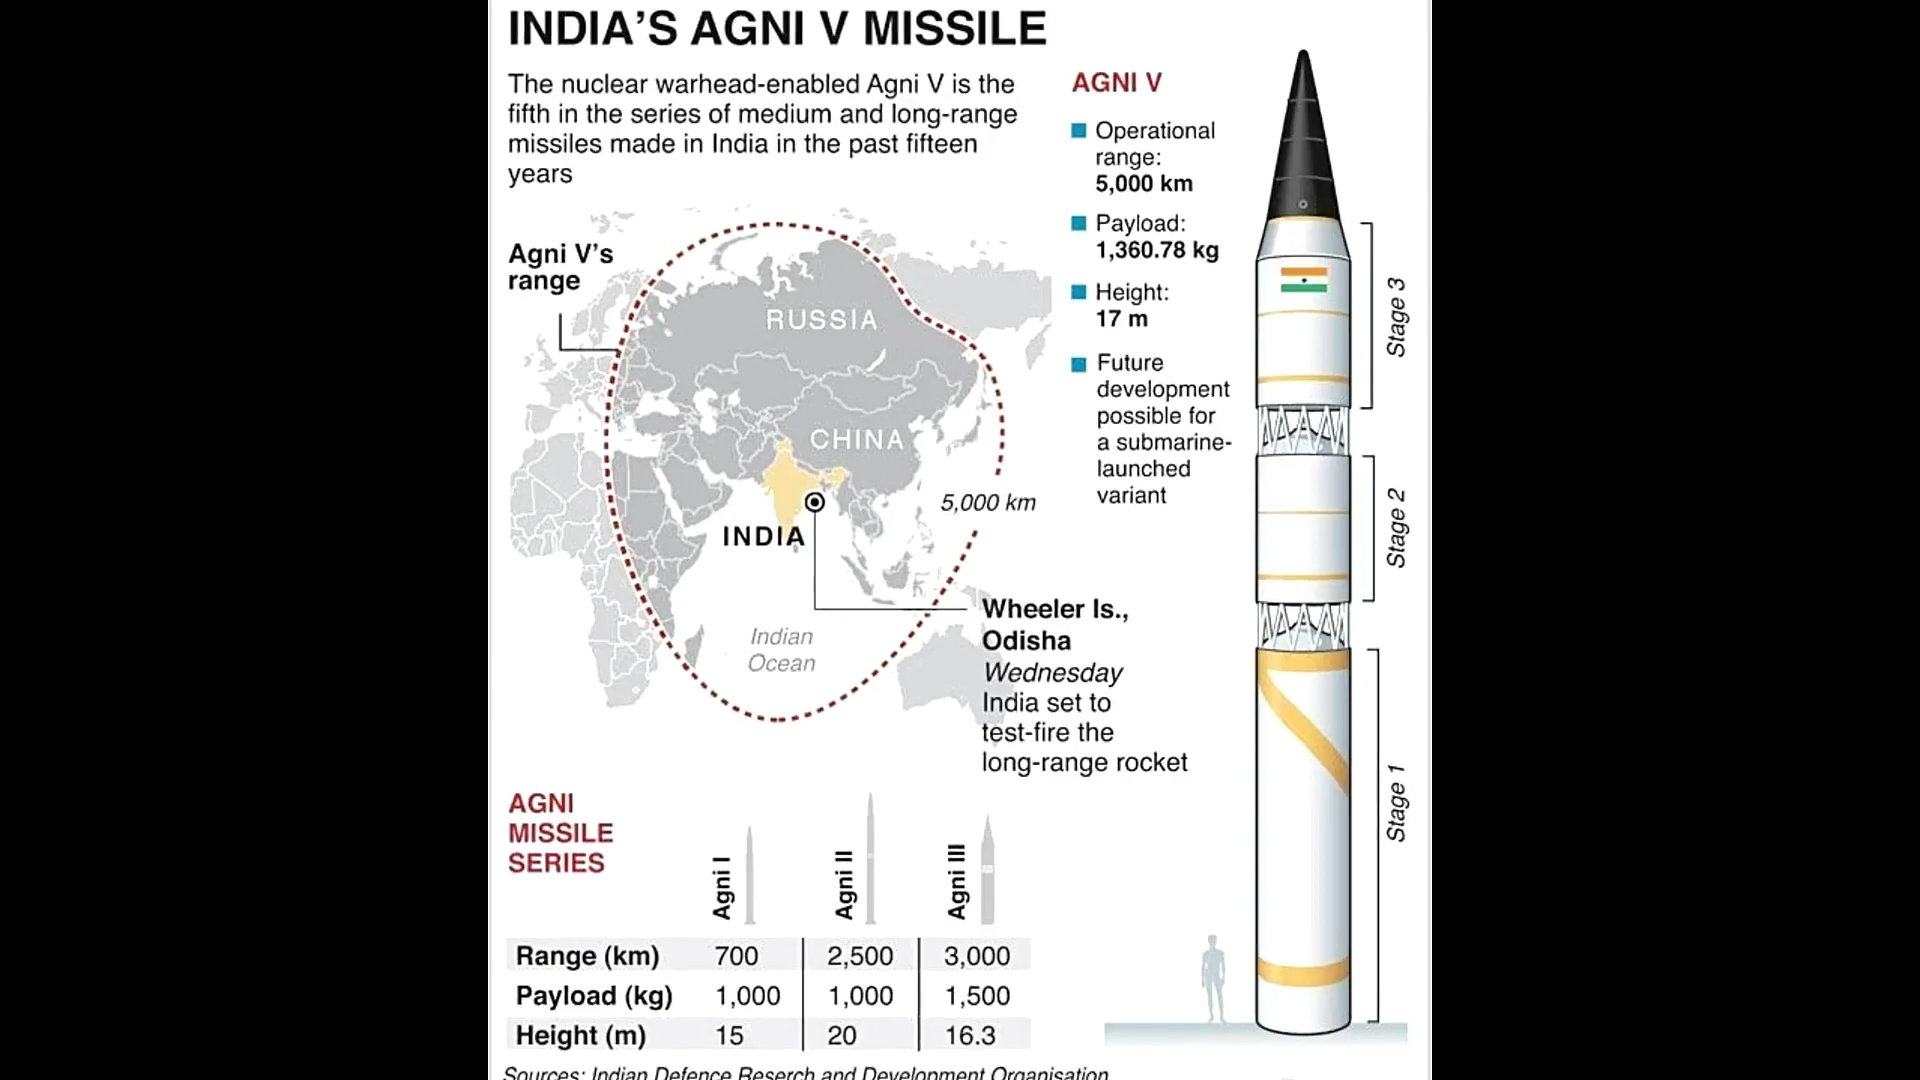 INDIA'S AGNI V MISSILE
The nuclear warhead-enabled Agni V is the
fifth in the series of medium and long-range
missiles made in India in the past fifteen
years
Agni V's
range
RUSSIA
CHINA
INDIA
5,000 km
Indian
Ocean
Wheeler Is.,
Odisha
Wednesday
India set to
test-fire the
long-range rocket
AGNI V
Operational
range:
5,000 km
Payload:
1,360.78 kg
Height:
17 m
Future
development
possible for
a submarine-
launched
variant
Stage 3
Stage 2
Stage 1
AGNI
MISSILE
SERIES
Agni I
Agni II
Agni III
Range (km) 700 2,500 3,000
Payload (kg) 1,000 1,000 1,500
Height (m) 15 20 16.3
Sources: Indian Defence Reserch and Development Organisation